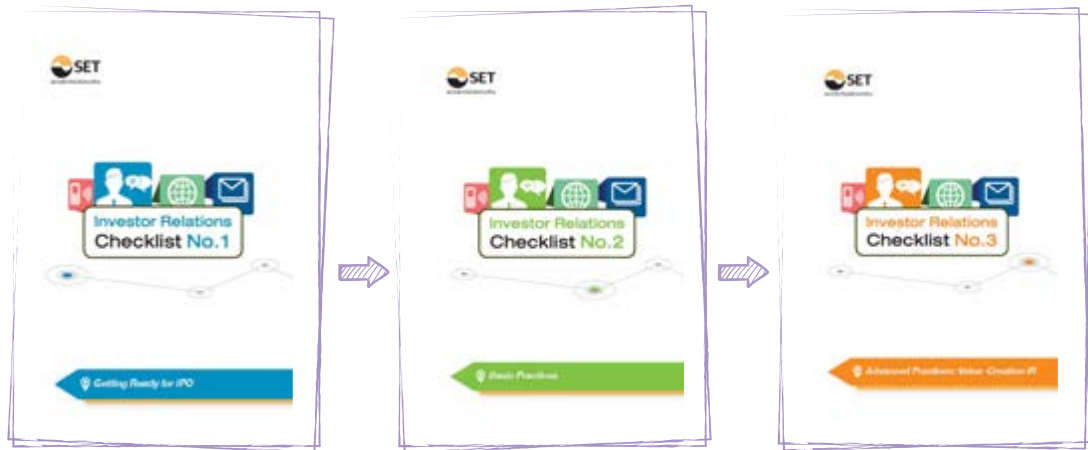 SET
Investor Relations
Checklist No.1
Getting Ready for IPO
SET
Investor Relations
Checklist No.2
Basic Practices
SET
Investor Relations
Checklist No.3
Advanced Practices: Value-Creation IR